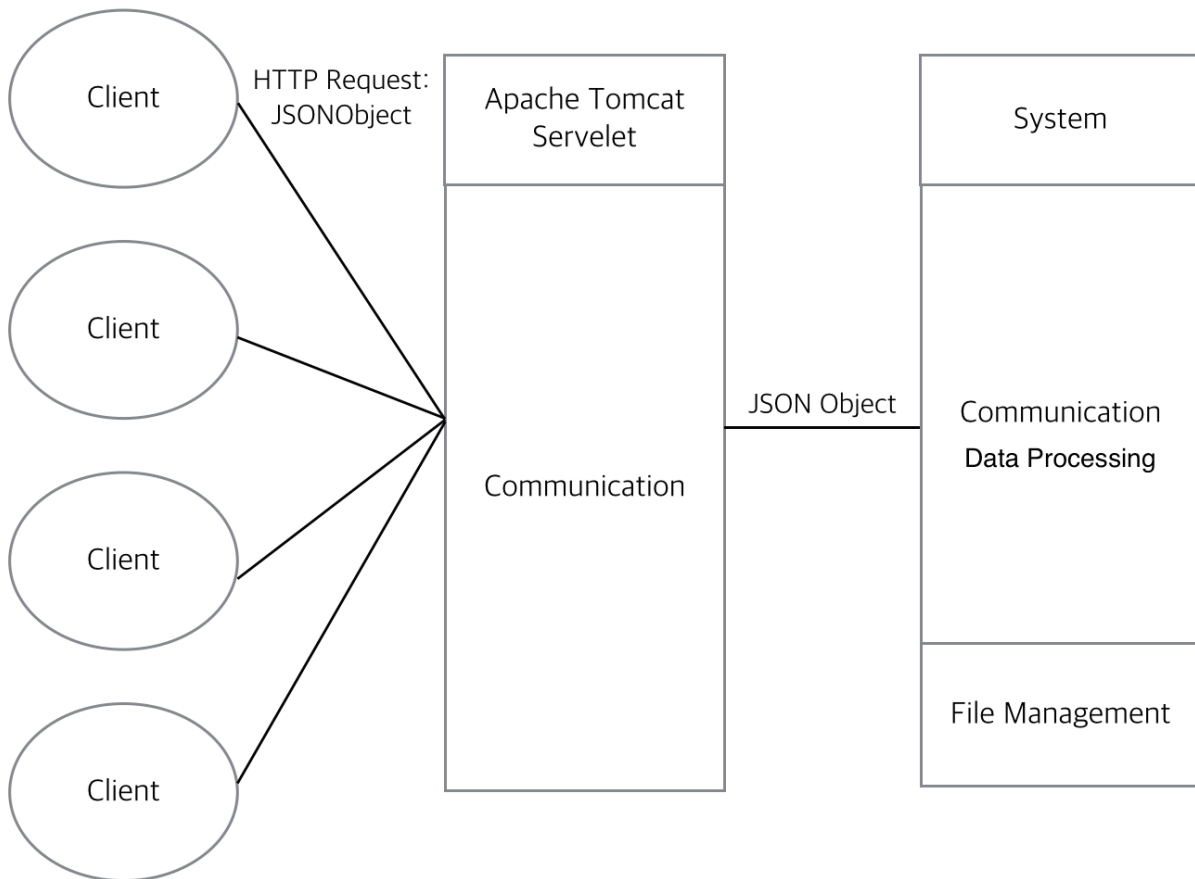 Client
HTTP Request:
JSONObject
Apache Tomcat
Servelet
System
Client
JSON Object
Communication
Data Processing
Communication
Client
File Management
Client